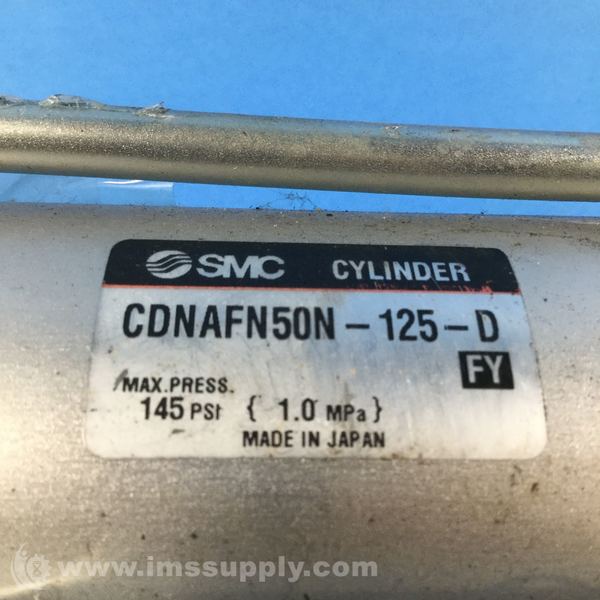 SMC CYLINDER
CDNAFN50N-125-D
FY
MAX.PRESS.
145 PSI { 1.0 MPa }
MADE IN JAPAN
www.imssupply.com